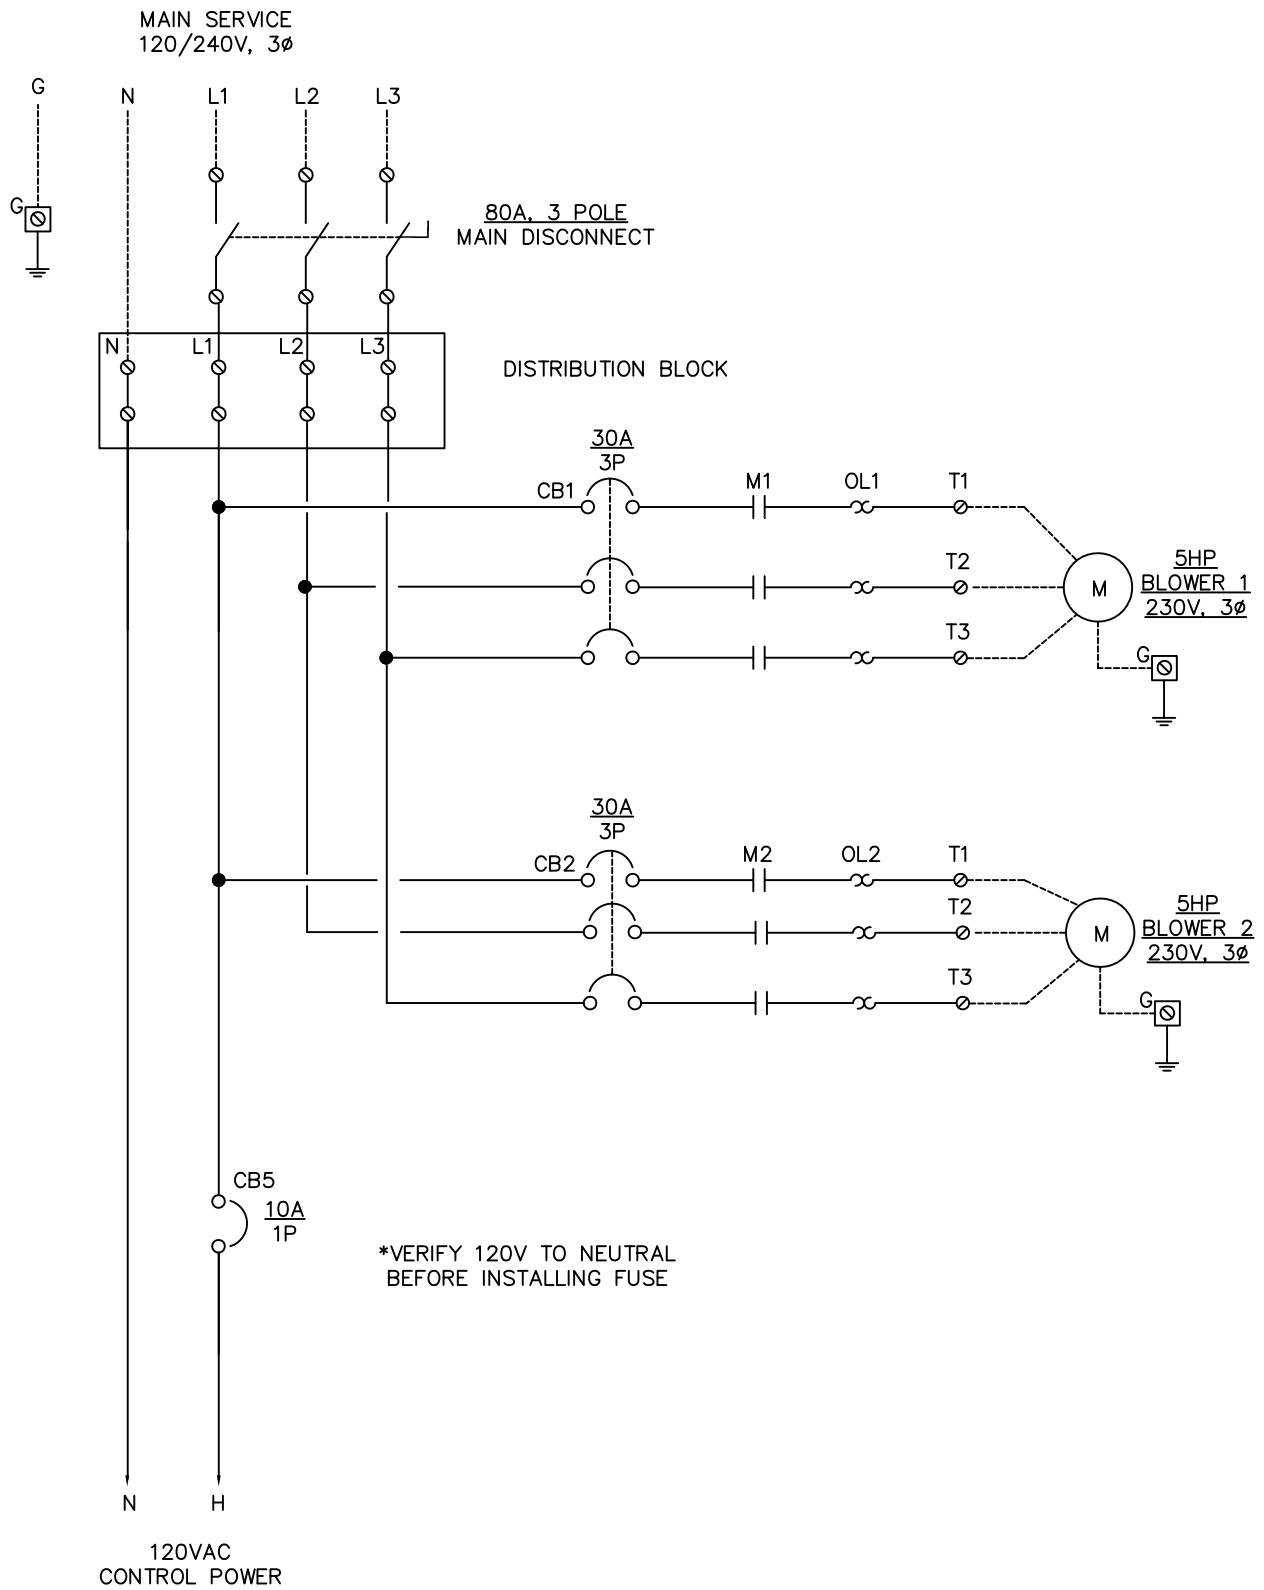 MAIN SERVICE
120/240V, 3ø
G
N
L1
L2
L3
G
80A, 3 POLE
MAIN DISCONNECT
N
L1
L2
L3
DISTRIBUTION BLOCK
30A
3P
CB1
M1
OL1
T1
T2
T3
M
5HP
BLOWER 1
230V, 3ø
G
30A
3P
CB2
M2
OL2
T1
T2
T3
M
5HP
BLOWER 2
230V, 3ø
G
CB5
10A
1P
*VERIFY 120V TO NEUTRAL
BEFORE INSTALLING FUSE
N
H
120VAC
CONTROL POWER